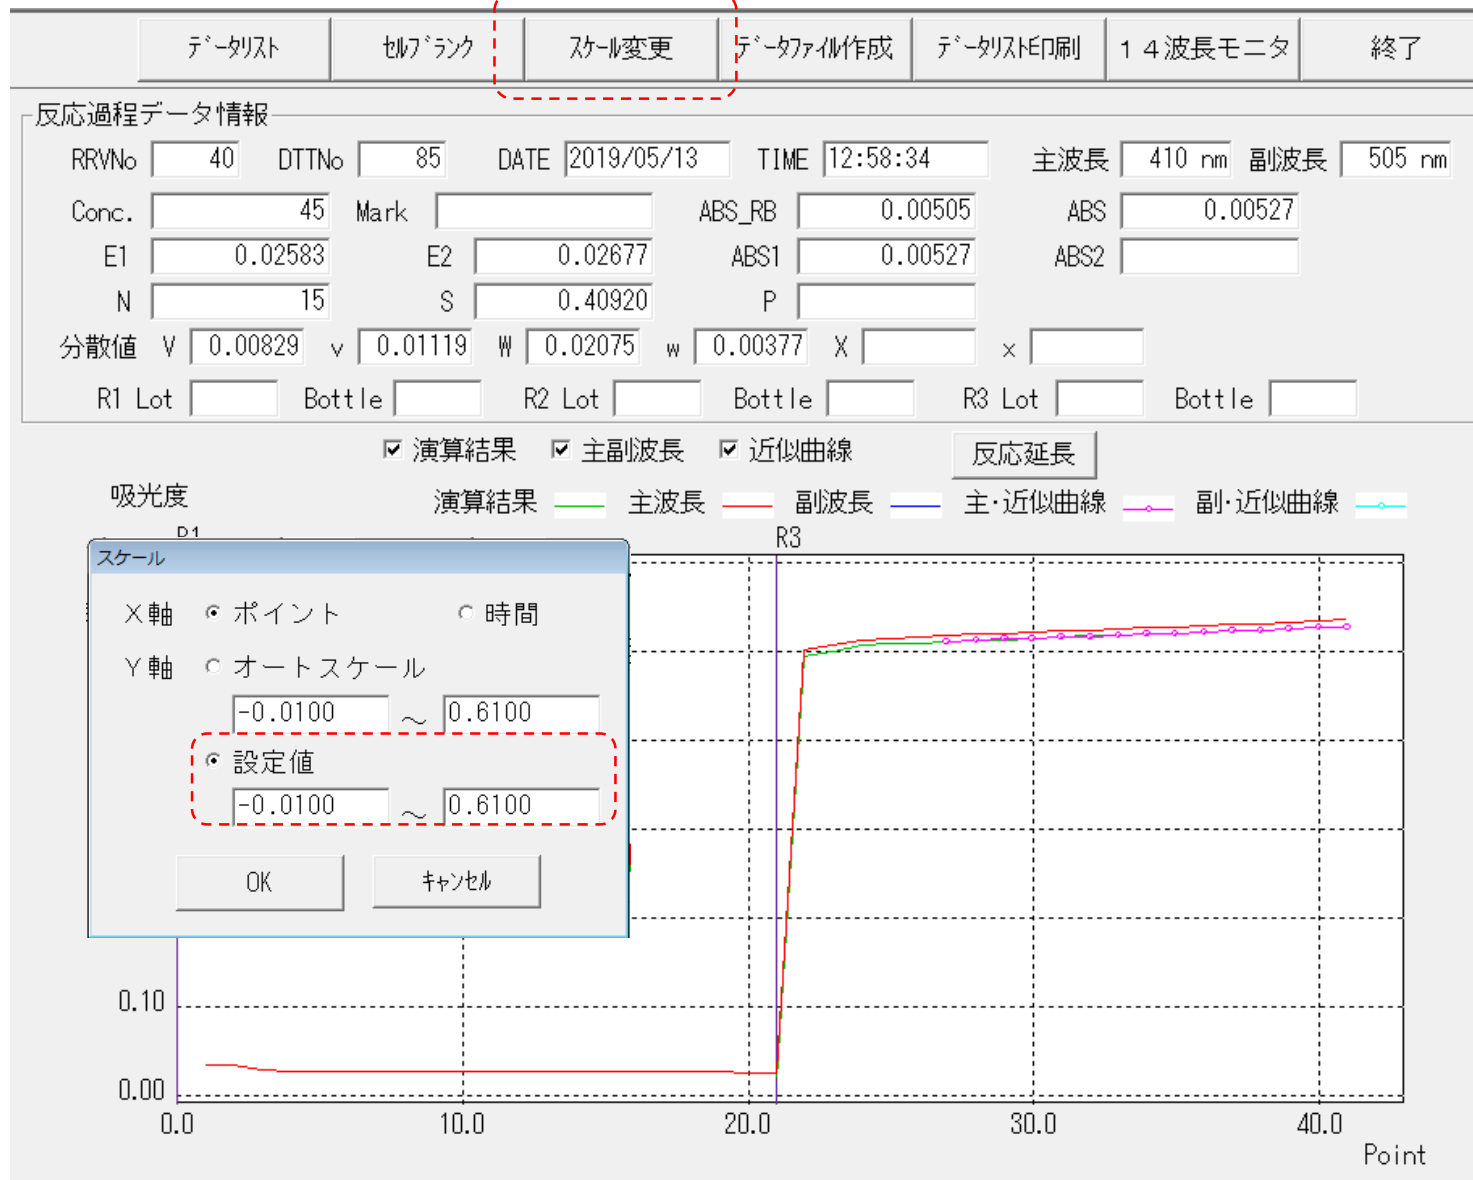 データリスト セルブランク スケール変更 データファイル作成 データリスト印刷 14波長モニタ 終了
反応過程データ情報
RRVNo 40 DTTNo 85 DATE 2019/05/13 TIME 12:58:34 主波長 410 nm 副波長 505 nm
Conc. 45 Mark ABS_RB 0.00505 ABS 0.00527
E1 0.02583 E2 0.02677 ABS1 0.00527 ABS2
N 15 S 0.40920 P
分散値 V 0.00829 v 0.01119 W 0.02075 w 0.00377 X x
R1 Lot Bottle R2 Lot Bottle R3 Lot Bottle
演算結果 主副波長 近似曲線 反応延長
吸光度 演算結果 主波長 副波長 主・近似曲線 副・近似曲線
R1 R3
スケール
X軸 ポイント 時間
Y軸 オートスケール
-0.0100 ～ 0.6100
設定値
-0.0100 ～ 0.6100
OK キャンセル
0.10
0.00
0.0 10.0 20.0 30.0 40.0
Point